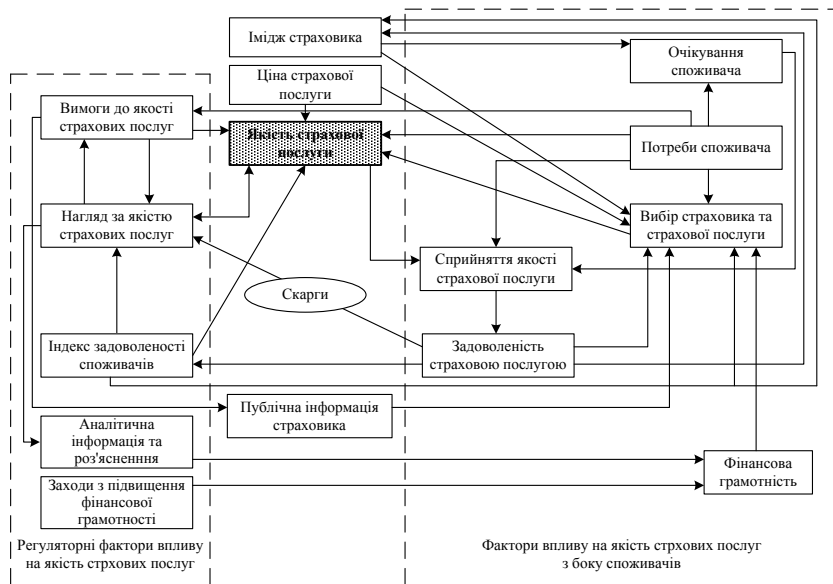 Імідж страховика
Очікування
споживача
Ціна страхової
послуги
Вимоги до якості
страхових послуг
Якість страхової
послуги
Потреби споживача
Нагляд за якістю
страхових послуг
Вибір страховика та
страхової послуги
Сприйняття якості
страхової послуги
Скарги
Індекс задоволеності
споживачів
Задоволеність
страховою послугою
Публічна інформація
страховика
Аналітична
інформація та
роз'ясненння
Фінансова
грамотність
Заходи з підвищення
фінансової
грамотності
Регуляторні фактори впливу
на якість стрхових послуг
Фактори впливу на якість стрхових послуг
з боку споживачів